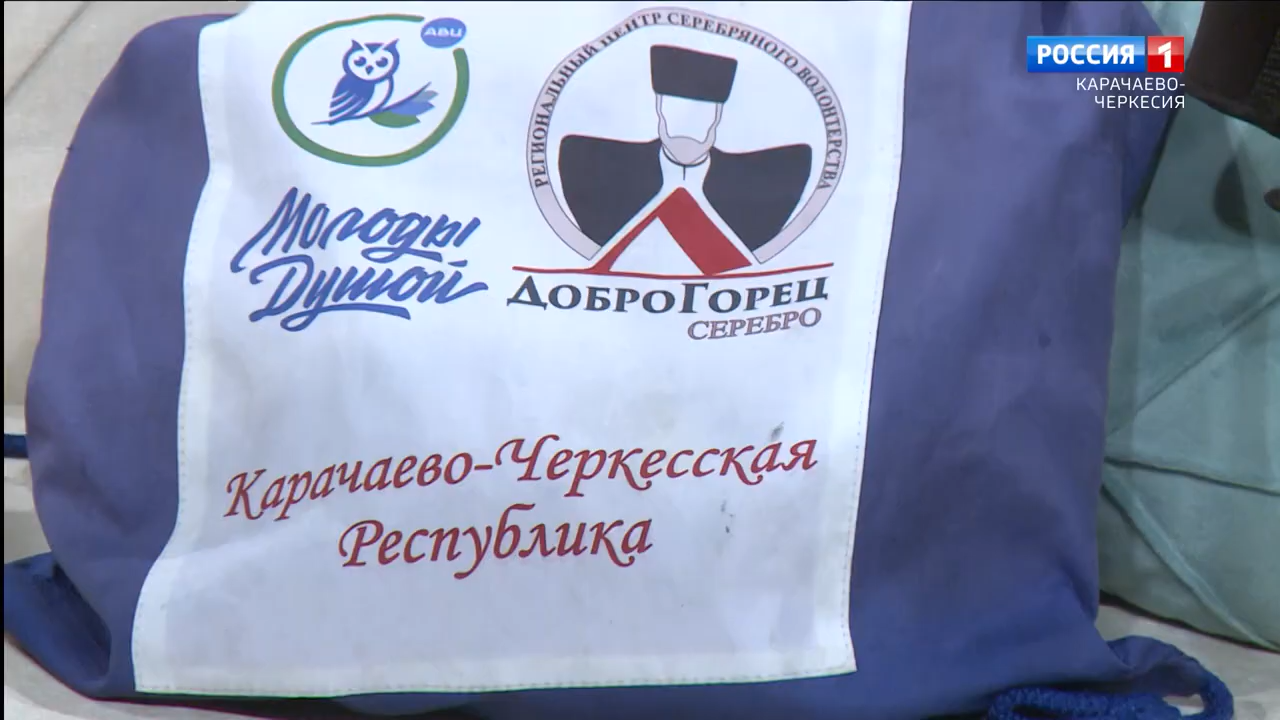 АВЦ
РЕГИОНАЛЬНЫЙ ЦЕНТР СЕРЕБРЯНОГО ВОЛОНТЕРСТВА
РОССИЯ 1
КАРАЧАЕВО-
ЧЕРКЕСИЯ
Молоды
Душой
ДОБРОГОРЕЦ
СЕРЕБРО
Карачаево-Черкесская
Республика